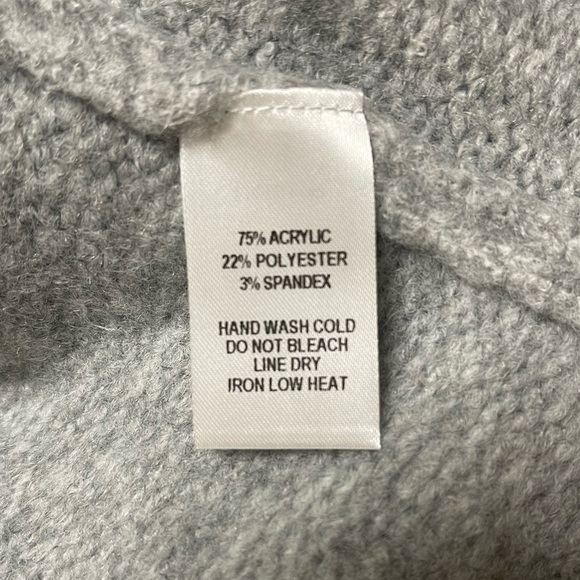 75% ACRYLIC
22% POLYESTER
3% SPANDEX
HAND WASH COLD
DO NOT BLEACH
LINE DRY
IRON LOW HEAT